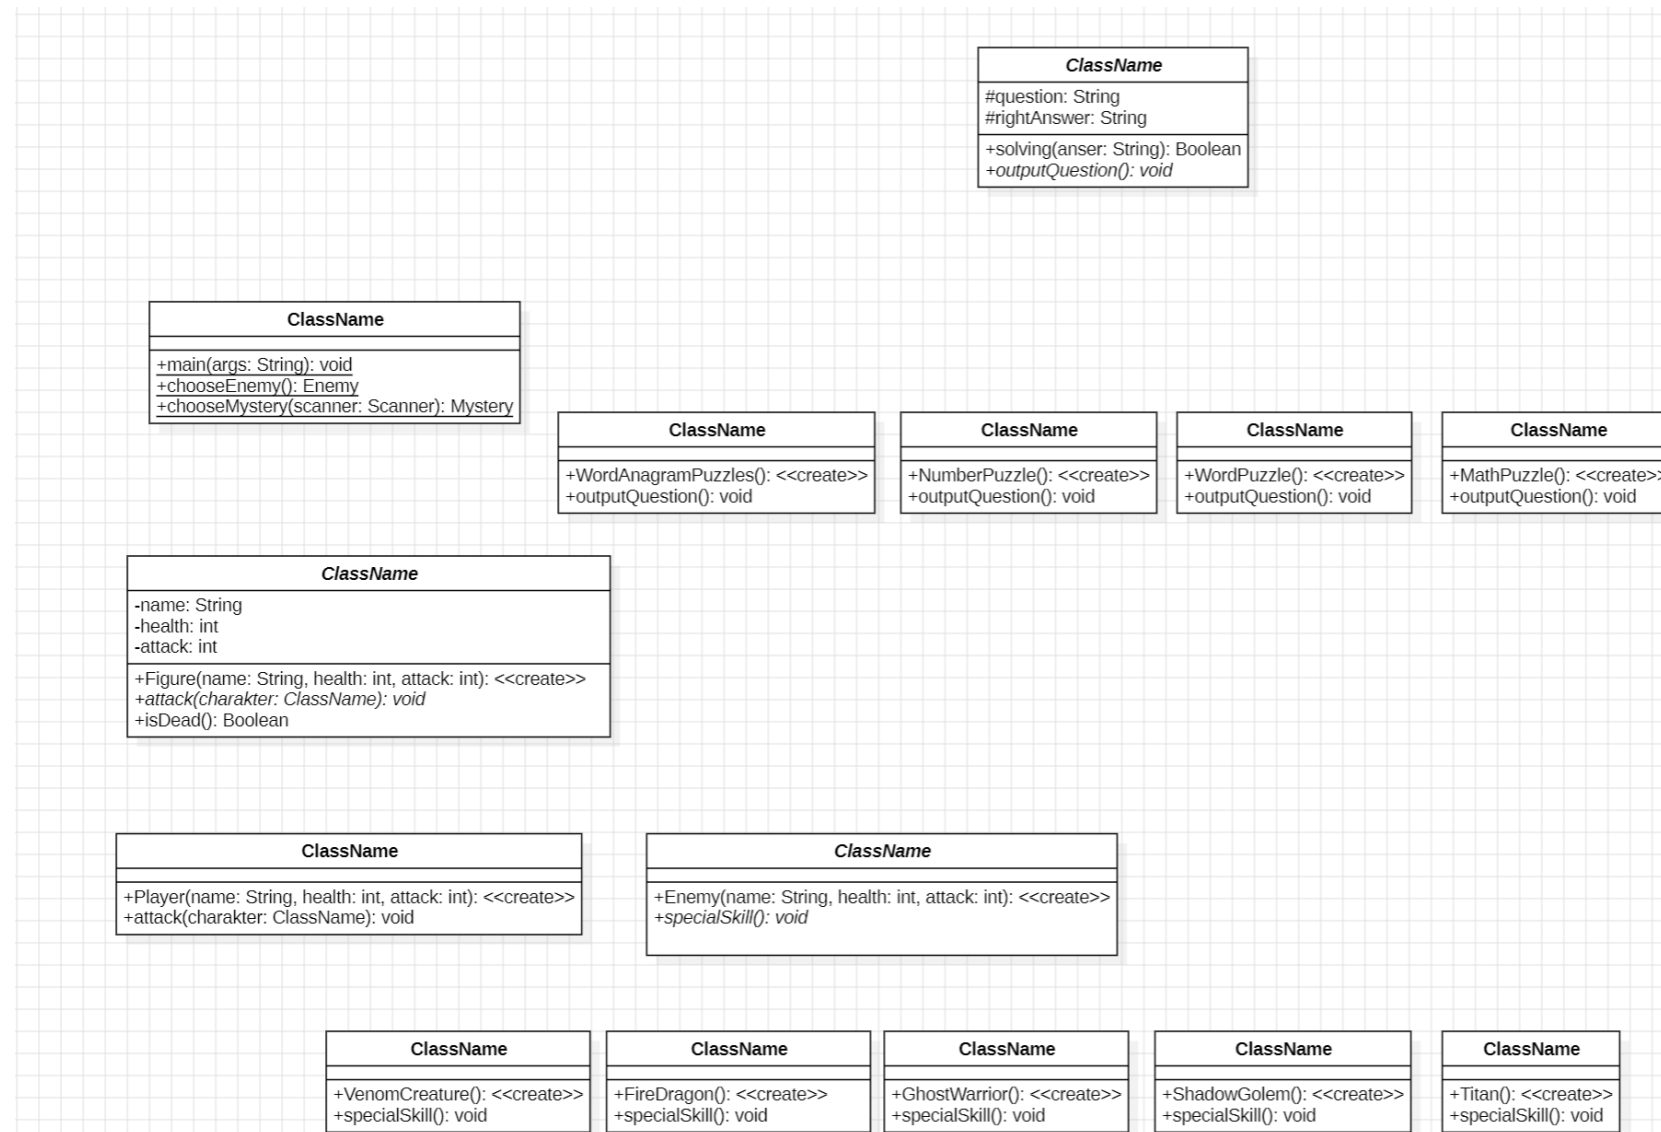 ClassName
#question: String
#rightAnswer: String
+solving(anser: String): Boolean
+outputQuestion(): void
ClassName
+main(args: String): void
+chooseEnemy(): Enemy
+chooseMystery(scanner: Scanner): Mystery
ClassName
+WordAnagramPuzzles(): <<create>>
+outputQuestion(): void
ClassName
+NumberPuzzle(): <<create>>
+outputQuestion(): void
ClassName
+WordPuzzle(): <<create>>
+outputQuestion(): void
ClassName
+MathPuzzle(): <<create>>
+outputQuestion(): void
ClassName
-name: String
-health: int
-attack: int
+Figure(name: String, health: int, attack: int): <<create>>
+attack(charakter: ClassName): void
+isDead(): Boolean
ClassName
+Player(name: String, health: int, attack: int): <<create>>
+attack(charakter: ClassName): void
ClassName
+Enemy(name: String, health: int, attack: int): <<create>>
+specialSkill(): void
ClassName
+VenomCreature(): <<create>>
+specialSkill(): void
ClassName
+FireDragon(): <<create>>
+specialSkill(): void
ClassName
+GhostWarrior(): <<create>>
+specialSkill(): void
ClassName
+ShadowGolem(): <<create>>
+specialSkill(): void
ClassName
+Titan(): <<create>>
+specialSkill(): void